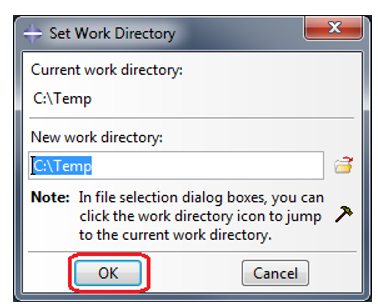 Set Work Directory
Current work directory:
C:\Temp
New work directory:
C:\Temp
Note: In file selection dialog boxes, you can
click the work directory icon to jump
to the current work directory.
OK Cancel